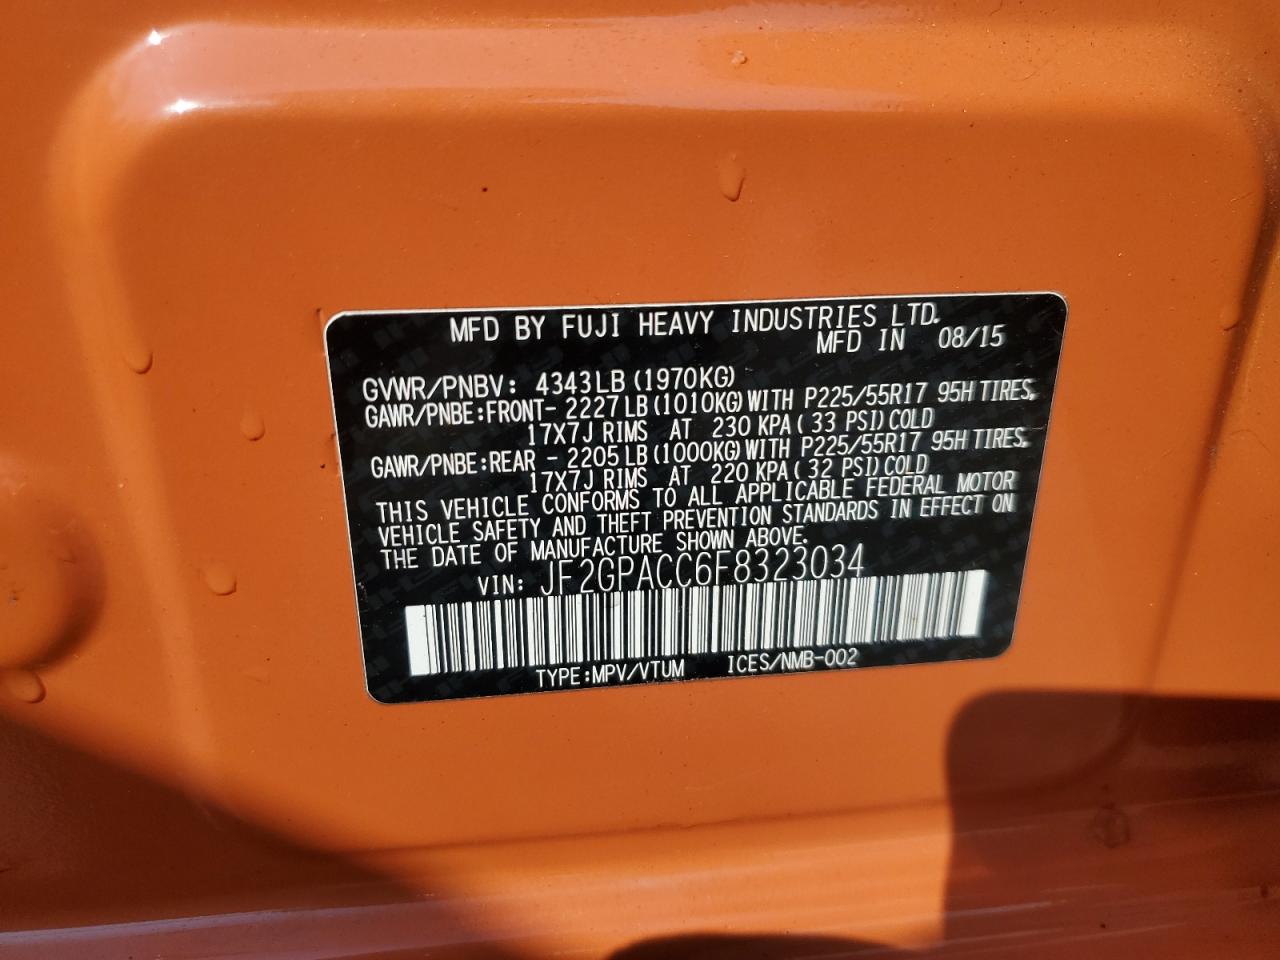 MFD BY FUJI HEAVY INDUSTRIES LTD.
MFD IN 08/15
GVWR/PNBV: 4343LB (1970KG)
GAWR/PNBE:FRONT- 2227LB (1010KG) WITH P225/55R17 95H TIRES,
17X7J RIMS AT 230 KPA ( 33 PSI) COLD
GAWR/PNBE:REAR - 2205LB (1000KG) WITH P225/55R17 95H TIRES,
17X7J RIMS AT 220 KPA ( 32 PSI) COLD
THIS VEHICLE CONFORMS TO ALL APPLICABLE FEDERAL MOTOR
VEHICLE SAFETY AND THEFT PREVENTION STANDARDS IN EFFECT ON
THE DATE OF MANUFACTURE SHOWN ABOVE.
VIN: JF2GPACC6F8323034
TYPE:MPV/VTUM ICES/NMB-002